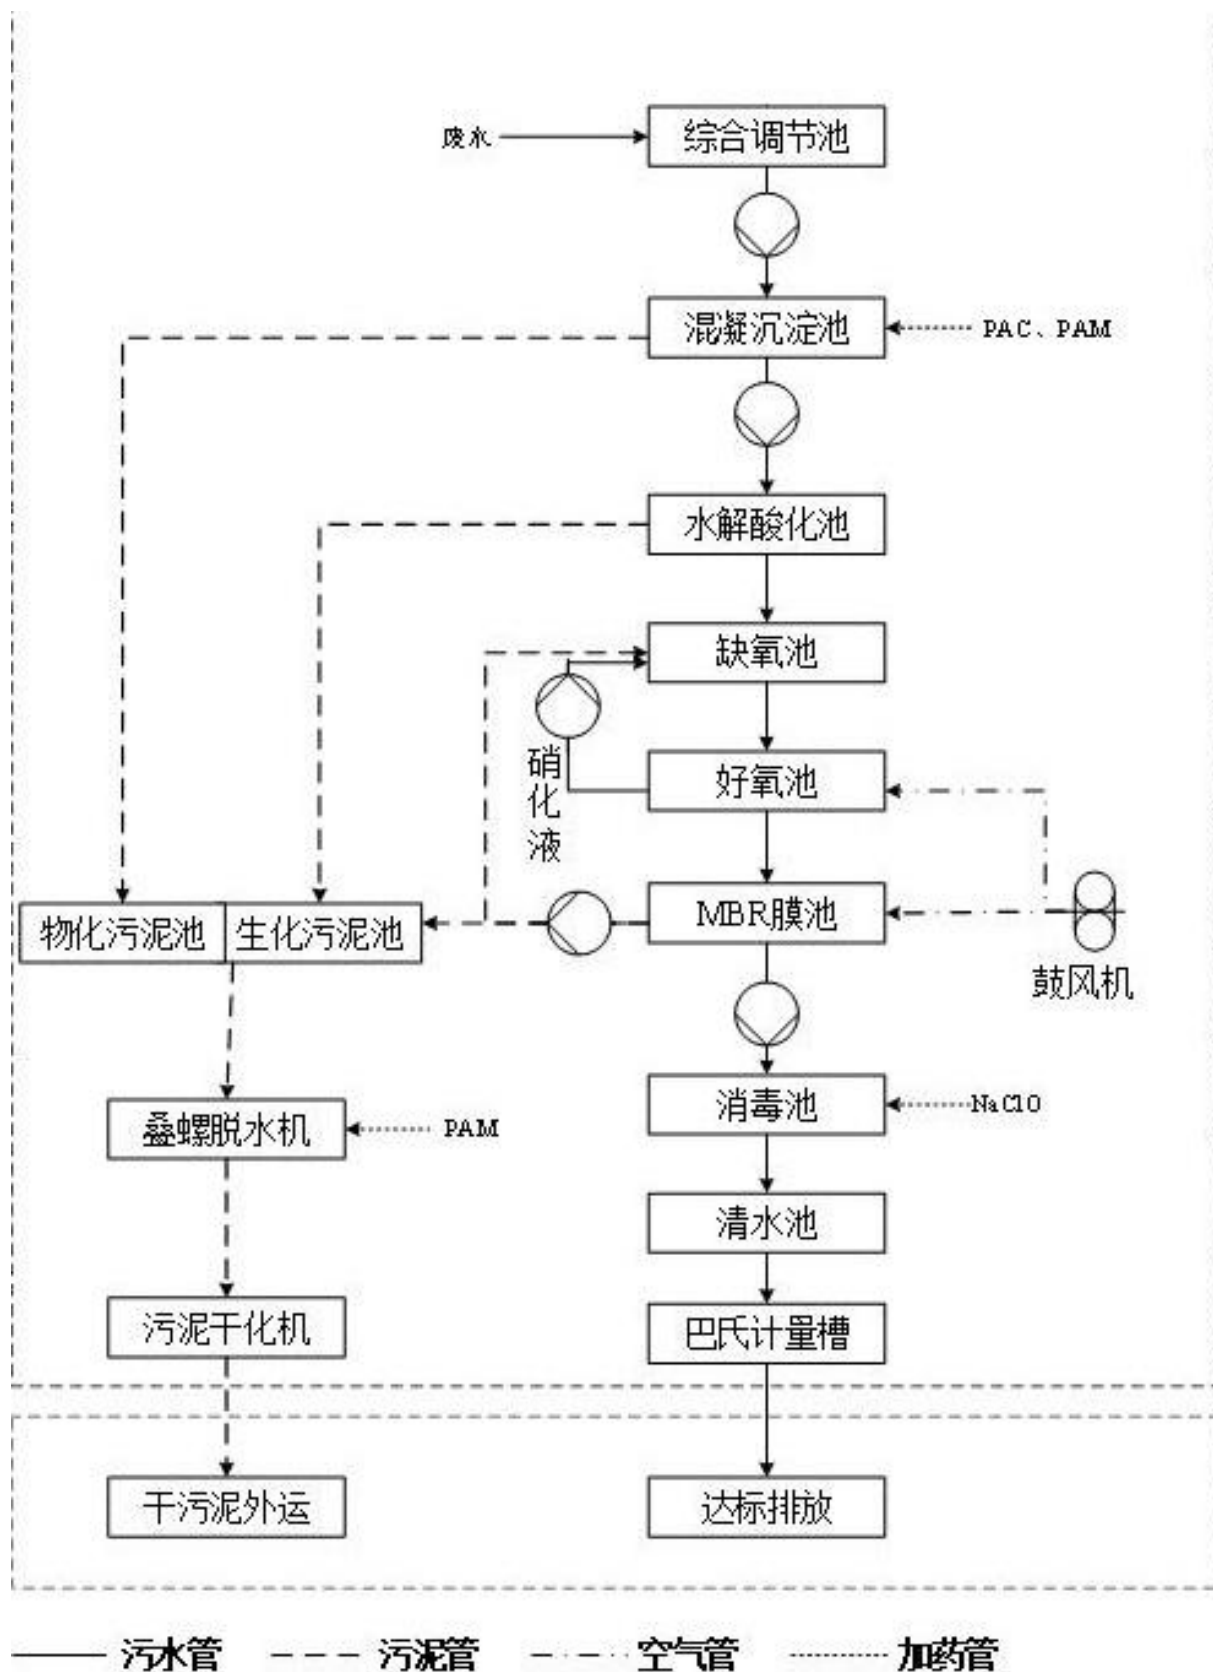 废水
综合调节池
混凝沉淀池
PAC、PAM
水解酸化池
缺氧池
硝化液
好氧池
物化污泥池
生化污泥池
MBR膜池
鼓风机
消毒池
NaClO
叠螺脱水机
PAM
清水池
污泥干化机
巴氏计量槽
干污泥外运
达标排放
污水管 污泥管 空气管 加药管